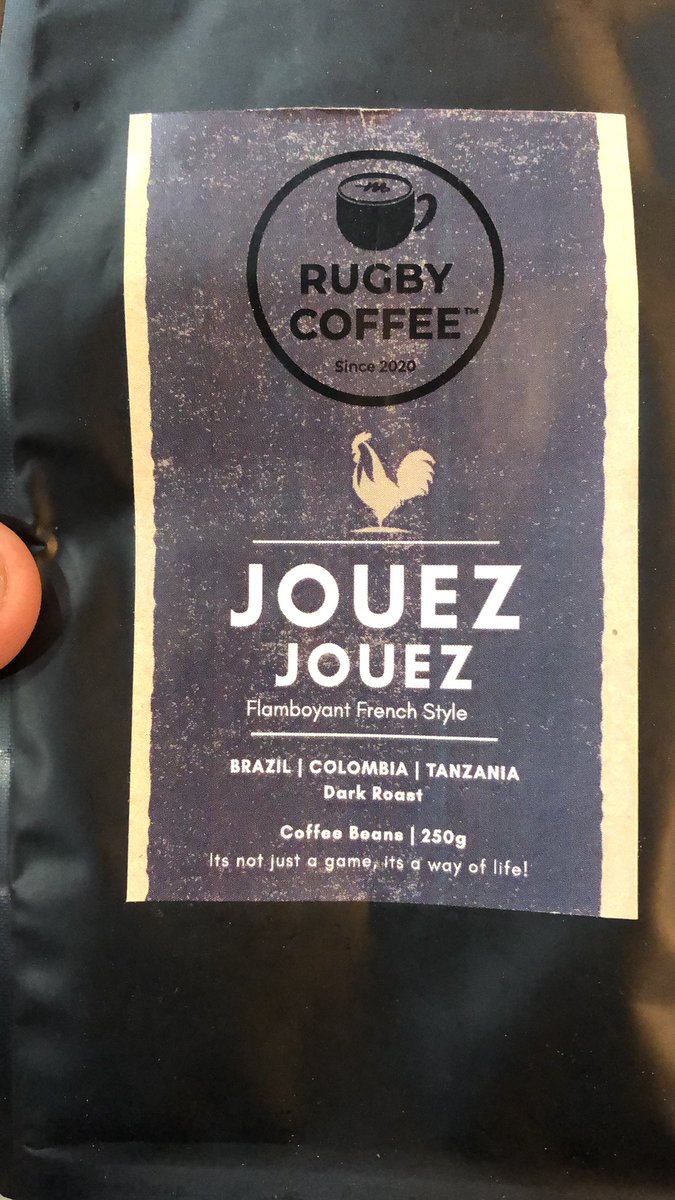 RUGBY
COFFEE™
Since 2020
JOUEZ
JOUEZ
Flamboyant French Style
BRAZIL | COLOMBIA | TANZANIA
Dark Roast
Coffee Beans | 250g
Its not just a game, its a way of life!